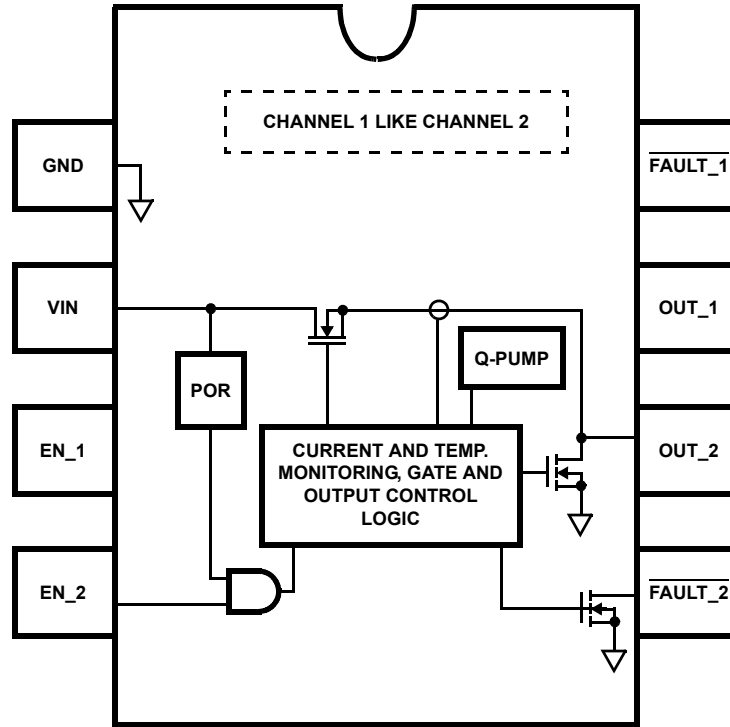 CHANNEL 1 LIKE CHANNEL 2
GND
FAULT_1
VIN
OUT_1
Q-PUMP
POR
EN_1
CURRENT AND TEMP.
MONITORING, GATE AND
OUTPUT CONTROL
LOGIC
OUT_2
EN_2
FAULT_2